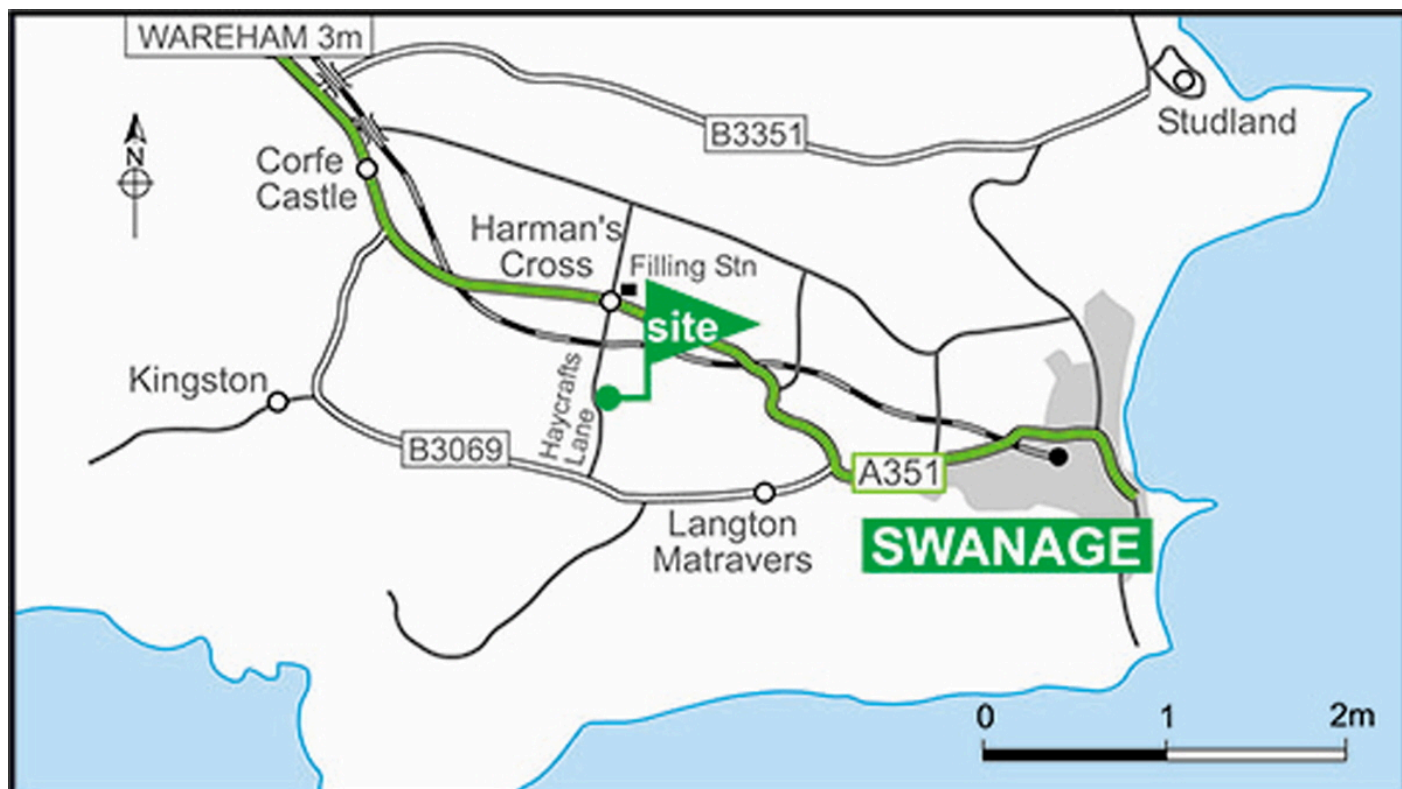 WAREHAM 3m
B3351
Studland
N
Corfe
Castle
Harman's
Cross
Filling Stn
site
Kingston
Haycrafts
Lane
B3069
A351
Langton
Matravers
SWANAGE
0 1 2m